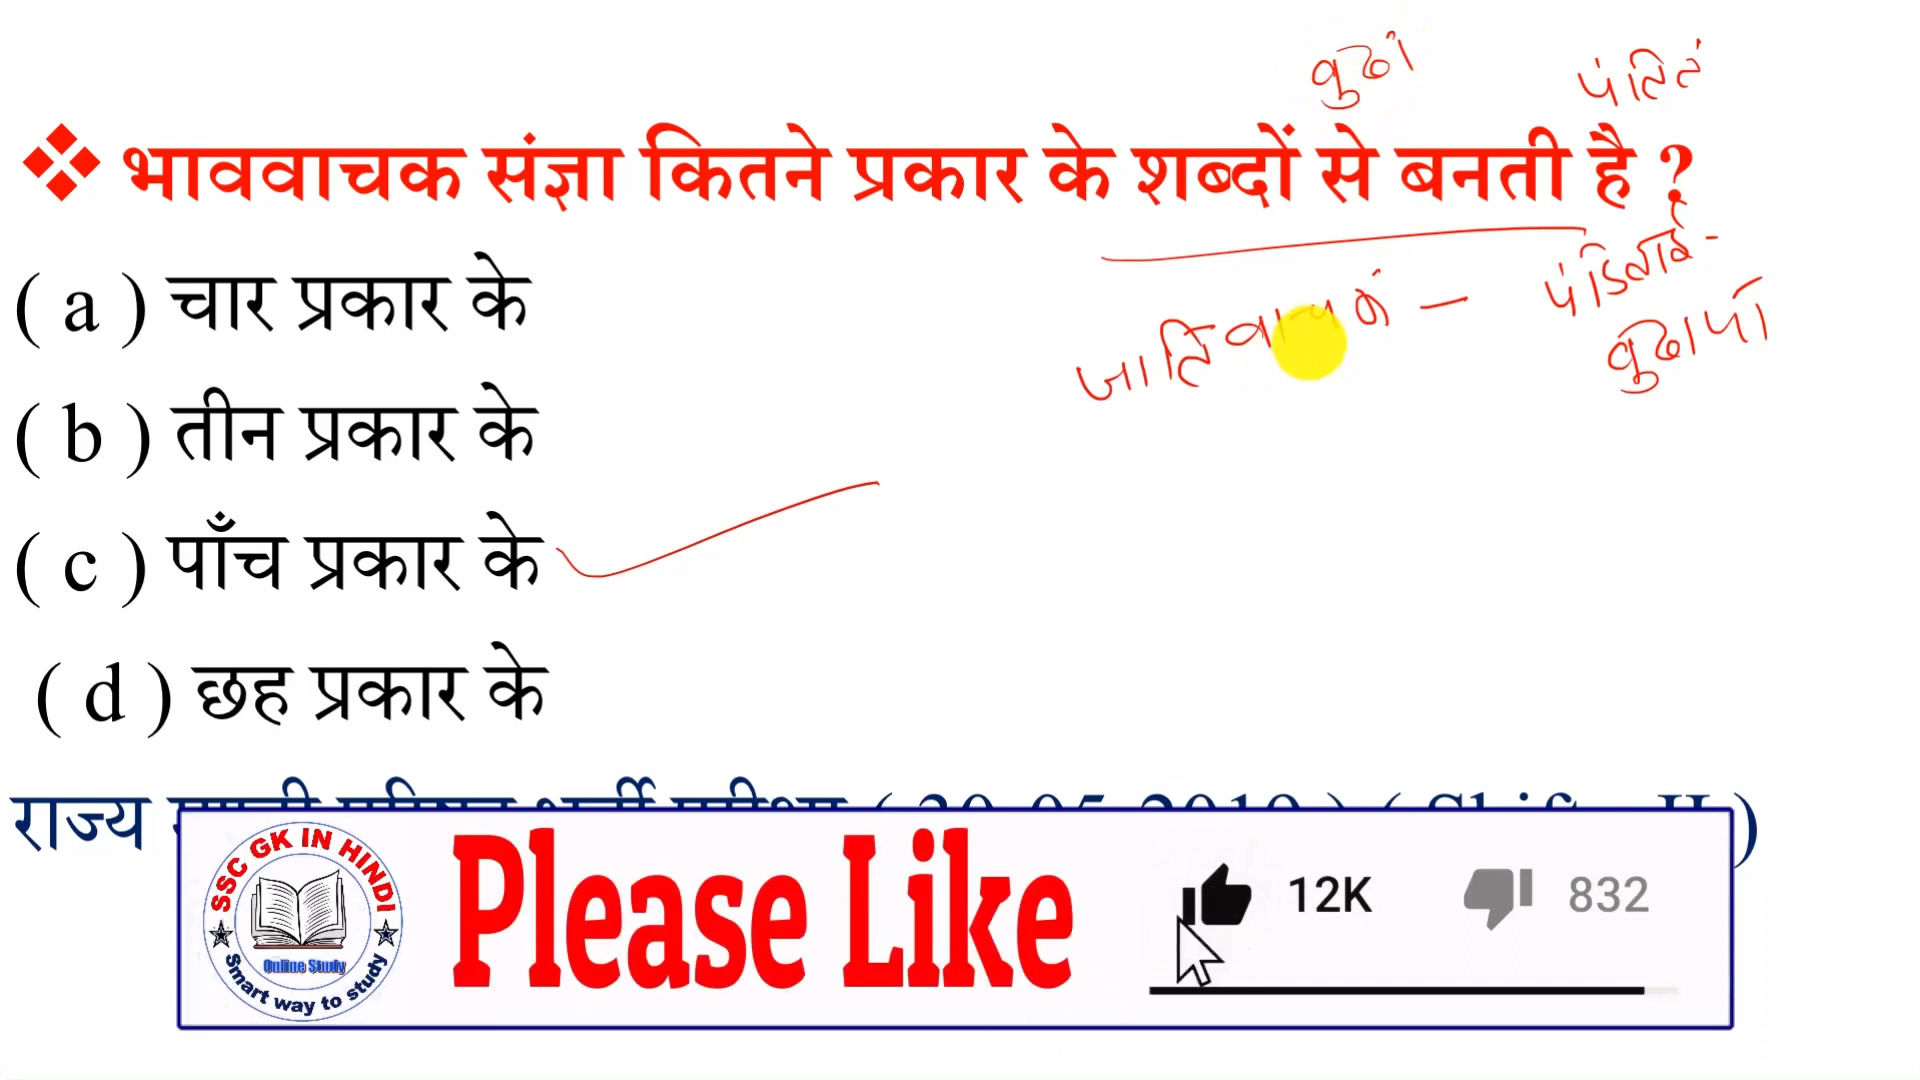 बुढा
❖ भाववाचक संज्ञा कितने प्रकार के शब्दों से बनती है ?
जातिवाचक –
बुढापा
( a ) चार प्रकार के
( b ) तीन प्रकार के
( c ) पाँच प्रकार के
( d ) छह प्रकार के
राज्य
SSC GK IN HINDI
Online Study
Smart way to study
Please Like
12K
832